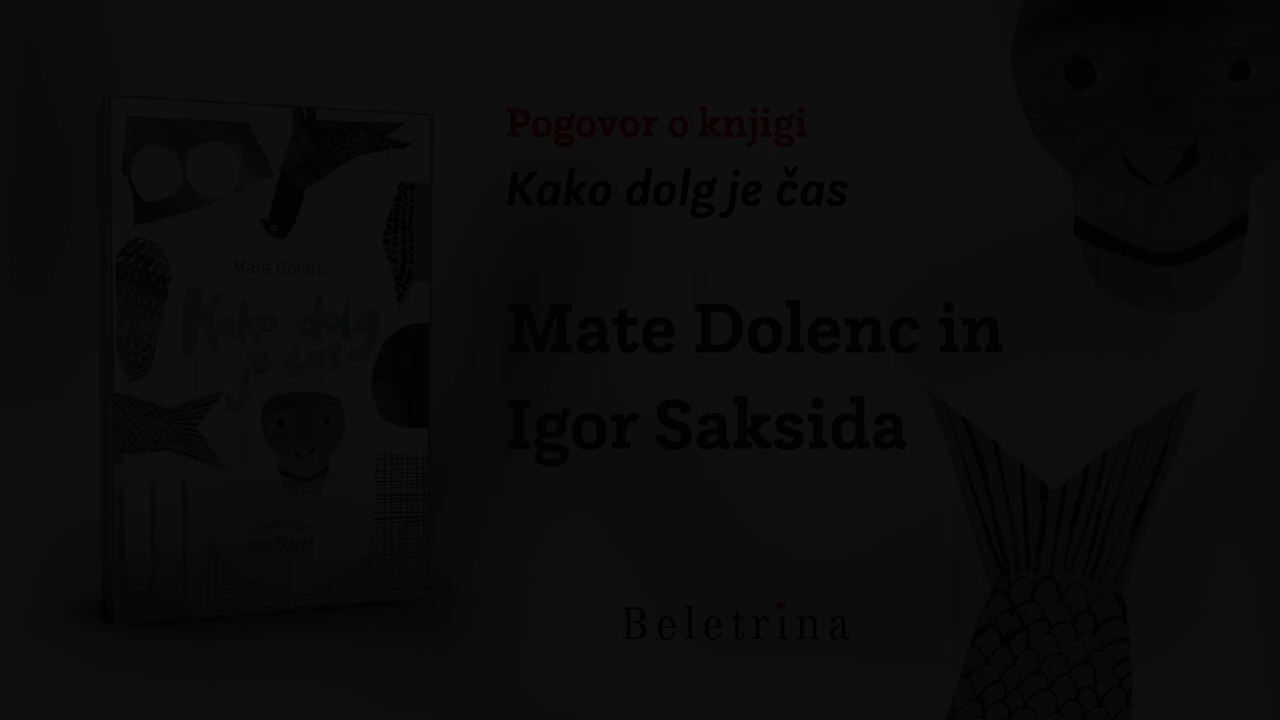 Pogovor o knjigi
Kako dolg je čas
Mate Dolenc in
Igor Saksida
Mate Dolenc
Kako dolg
je čas
Beletrina